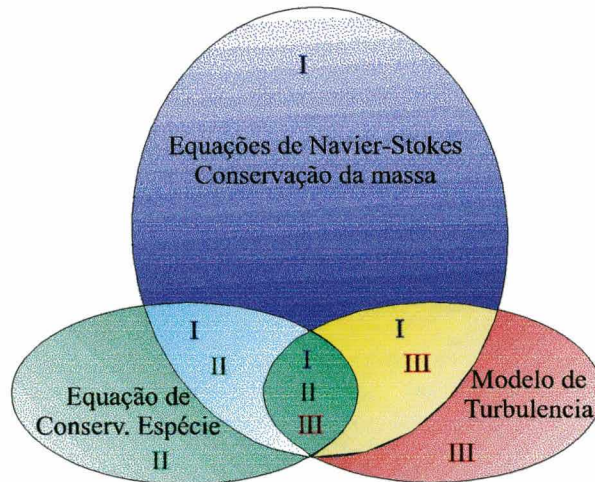 I
Equações de Navier-Stokes
Conservação da massa
I
I
II
I
III
II
Equação de
Conserv. Espécie
III
Modelo de
Turbulencia
II
III